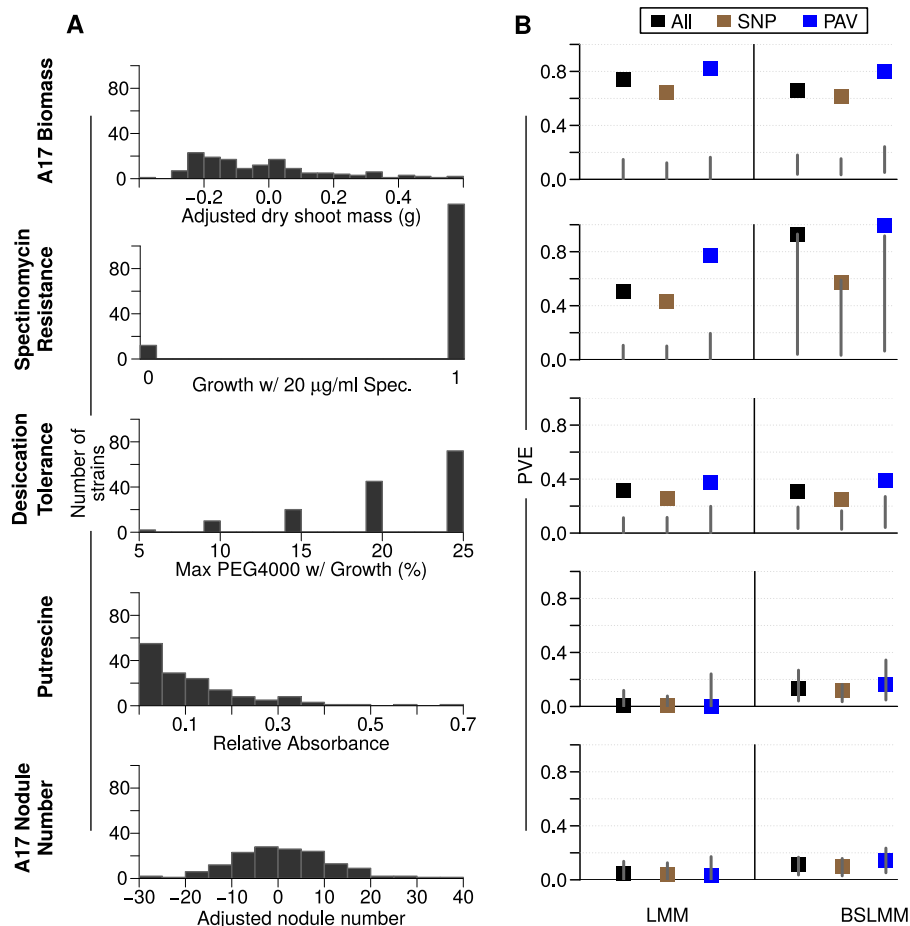 A
B
All SNP PAV
A17 Biomass
80
40
0
−0.2 0.0 0.2 0.4
Adjusted dry shoot mass (g)
0.8
0.4
0.0
Spectinomycin
Resistance
80
40
0
0 1
Growth w/ 20 µg/ml Spec.
0.8
0.4
0.0
Desiccation
Tolerance
Number of
strains
80
40
0
5 10 15 20 25
Max PEG4000 w/ Growth (%)
PVE
0.8
0.4
0.0
Putrescine
80
40
0
0.1 0.3 0.5 0.7
Relative Absorbance
0.8
0.4
0.0
A17 Nodule
Number
80
40
0
−30 −20 −10 0 10 20 30 40
Adjusted nodule number
0.8
0.4
0.0
LMM BSLMM